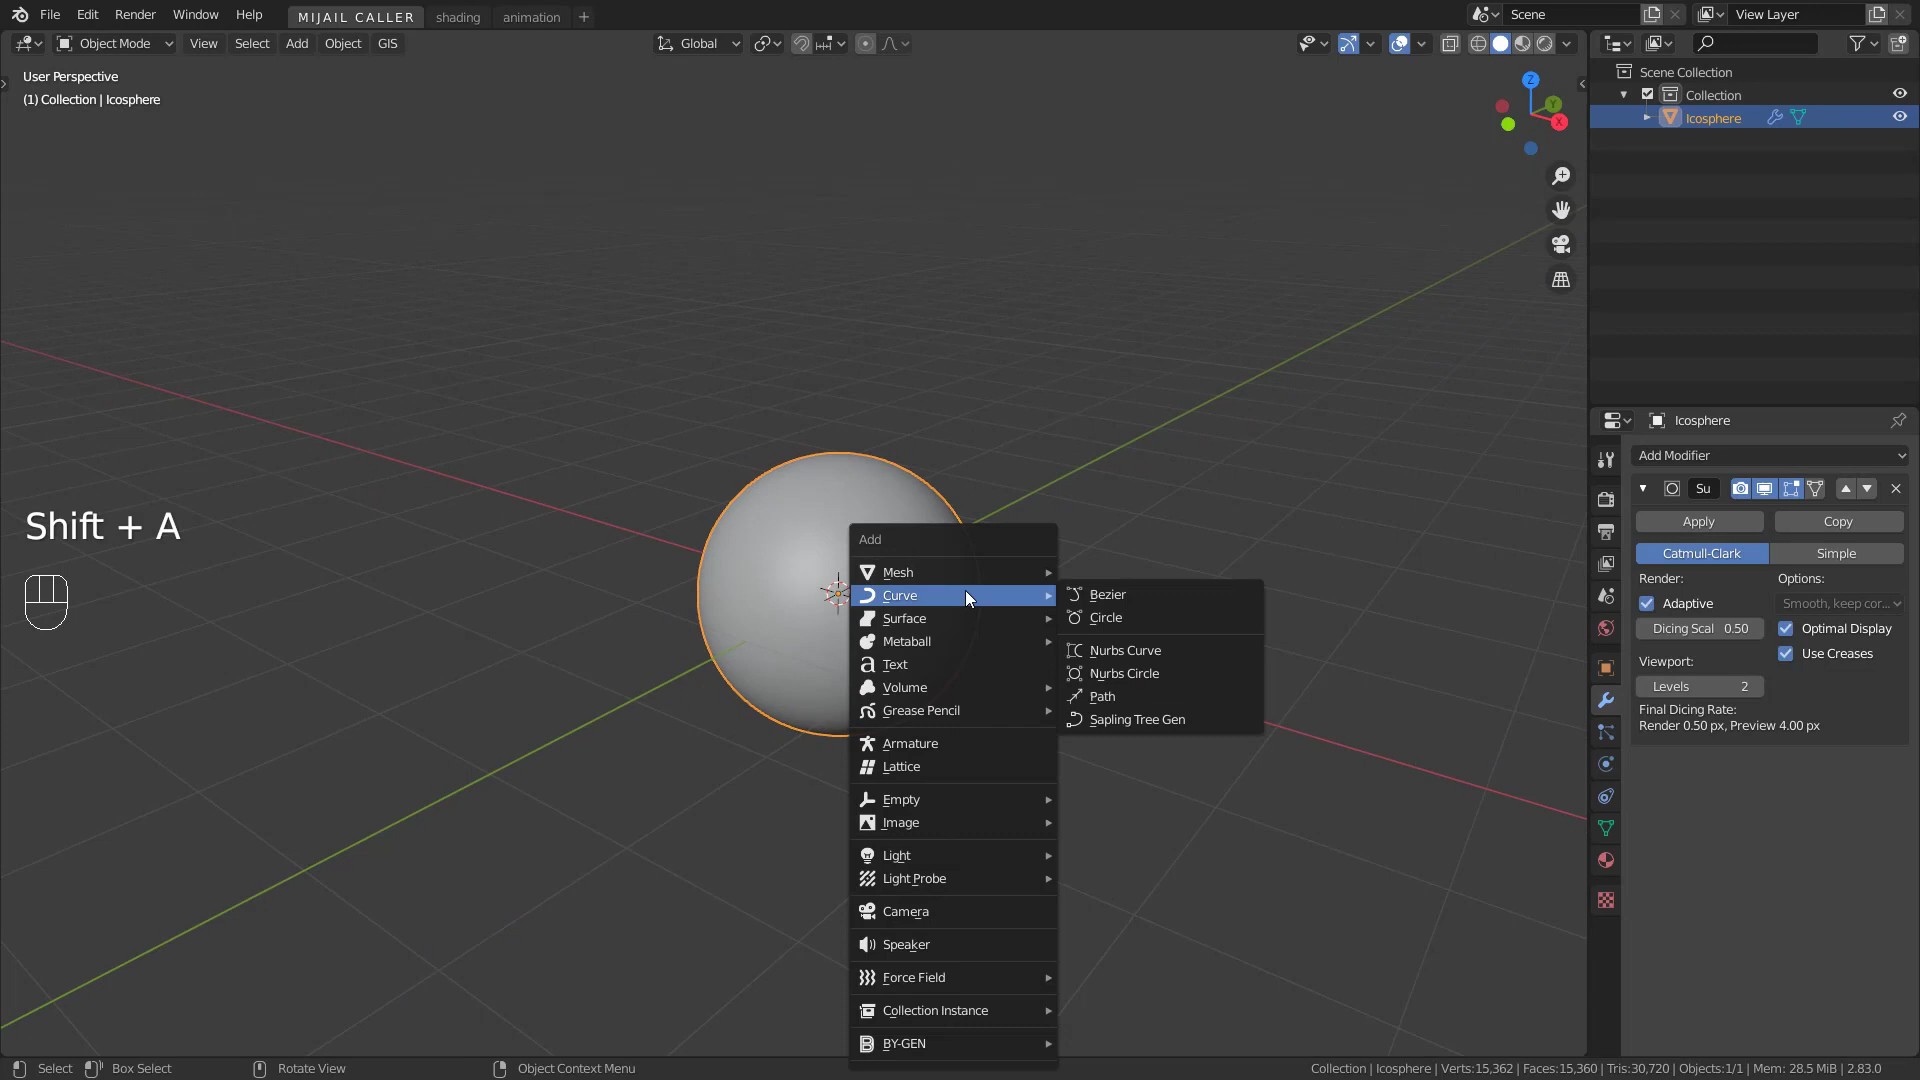 File Edit Render Window Help MIJAIL CALLER shading animation + Scene View Layer
Object Mode View Select Add Object GIS Global
User Perspective
(1) Collection | Icosphere
Z
Y
X
Scene Collection
Collection
Icosphere
Shift + A
Add
Mesh
Curve
Surface
Metaball
Text
Volume
Grease Pencil
Armature
Lattice
Empty
Image
Light
Light Probe
Camera
Speaker
Force Field
Collection Instance
BY-GEN
Bezier
Circle
Nurbs Curve
Nurbs Circle
Path
Sapling Tree Gen
Icosphere
Add Modifier
Su
Apply Copy
Catmull-Clark Simple
Render: Options:
Adaptive Smooth, keep cor...
Dicing Scal 0.50 Optimal Display
Viewport: Use Creases
Levels 2
Final Dicing Rate:
Render 0.50 px, Preview 4.00 px
Select Box Select Rotate View Object Context Menu Collection | Icosphere | Verts:15,362 | Faces:15,360 | Tris:30,720 | Objects:1/1 | Mem: 28.5 MiB | 2.83.0